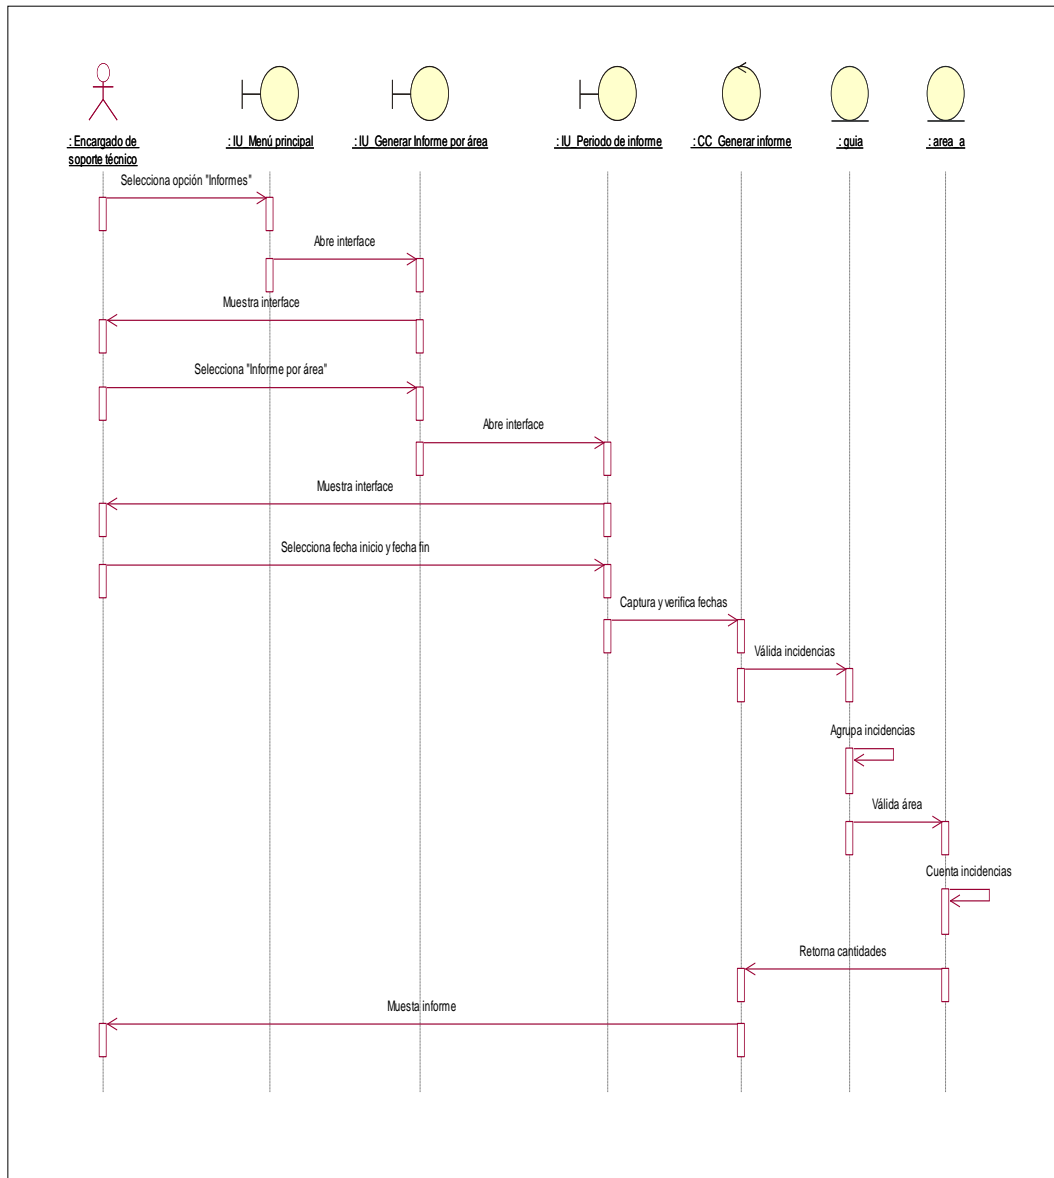 : Encargado de
soporte técnico
: IU_Menú principal
: IU_Generar Informe por área
: IU_Periodo de informe
: CC_Generar informe
: guia
: area_a
Selecciona opción "Informes"
Abre interface
Muestra interface
Selecciona "Informe por área"
Abre interface
Muestra interface
Selecciona fecha inicio y fecha fin
Captura y verifica fechas
Válida incidencias
Agrupa incidencias
Válida área
Cuenta incidencias
Retorna cantidades
Muesta informe